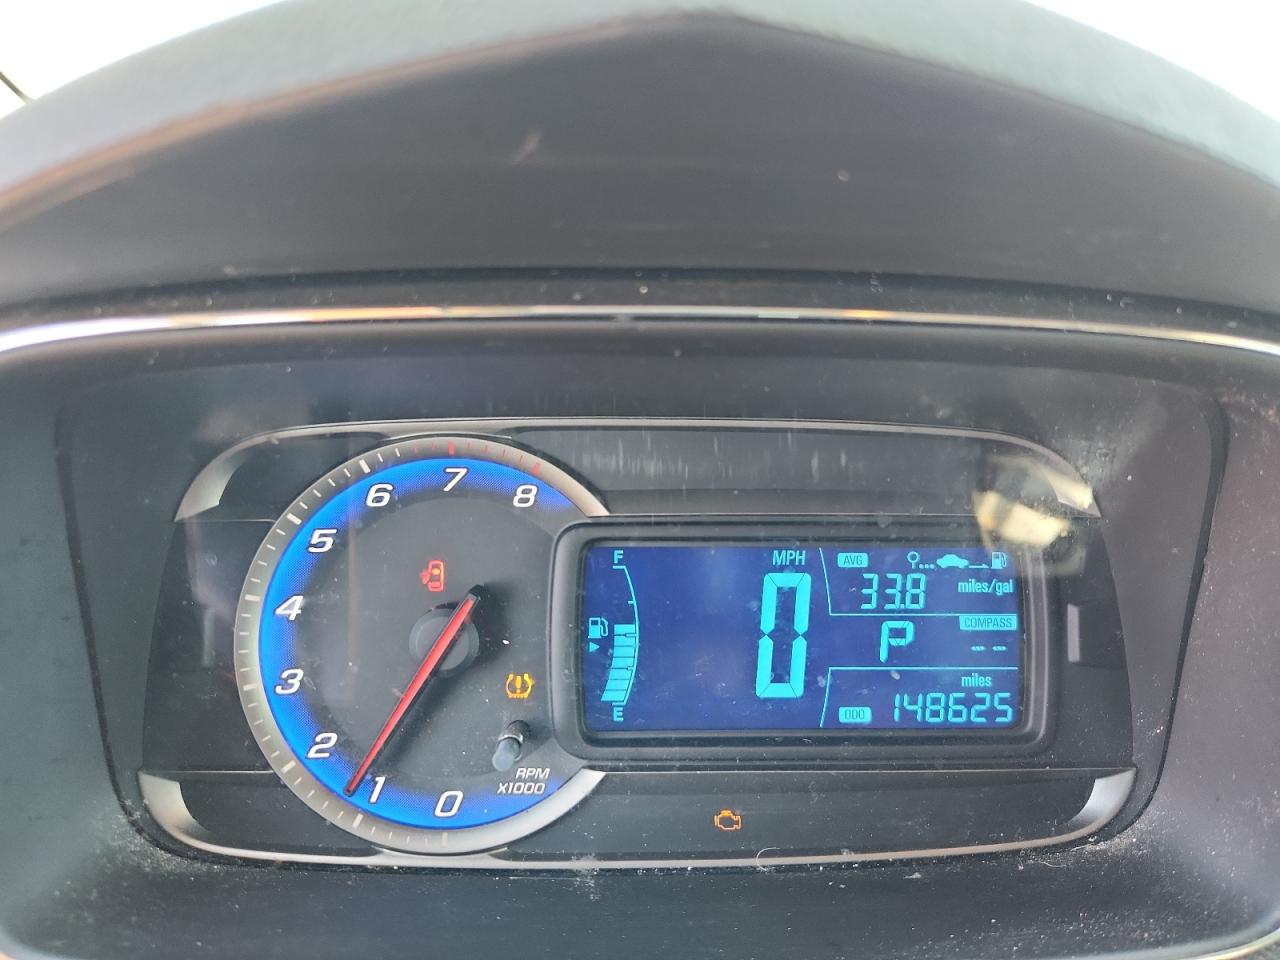 8
7
6
5
4
3
2
1
0
RPM
X1000
F
E
MPH
0
AVG
33.8
miles/gal
P
COMPASS
-- --
miles
ODO 148625